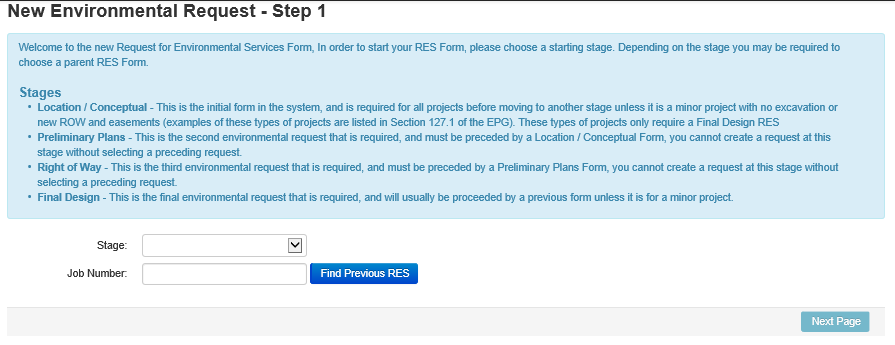 New Environmental Request - Step 1
Welcome to the new Request for Environmental Services Form, In order to start your RES Form, please choose a starting stage. Depending on the stage you may be required to
choose a parent RES Form.
Stages
• Location / Conceptual - This is the initial form in the system, and is required for all projects before moving to another stage unless it is a minor project with no excavation or
new ROW and easements (examples of these types of projects are listed in Section 127.1 of the EPG). These types of projects only require a Final Design RES
• Preliminary Plans - This is the second environmental request that is required, and must be preceded by a Location / Conceptual Form, you cannot create a request at this
stage without selecting a preceding request.
• Right of Way - This is the third environmental request that is required, and must be preceded by a Preliminary Plans Form, you cannot create a request at this stage without
selecting a preceding request.
• Final Design - This is the final environmental request that is required, and will usually be proceeded by a previous form unless it is for a minor project.
Stage:
Job Number: Find Previous RES
Next Page